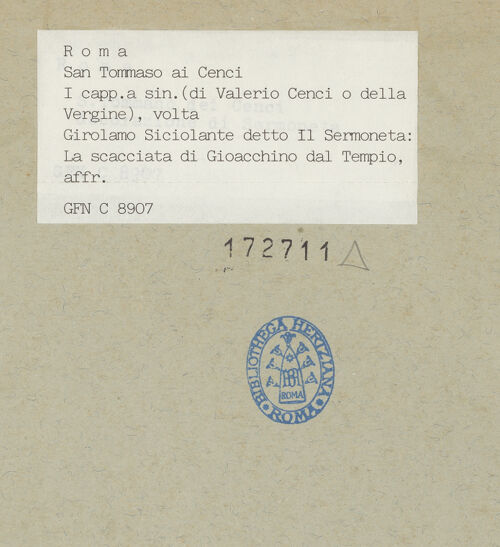 R o m a
San Tommaso ai Cenci
I capp.a sin.(di Valerio Cenci o della
Vergine), volta
Girolamo Siciolante detto Il Sermoneta:
La scacciata di Gioacchino dal Tempio,
affr.
GFN C 8907
172711
BIBLIOTHECA HERTZIANA
ROMA
ROMA